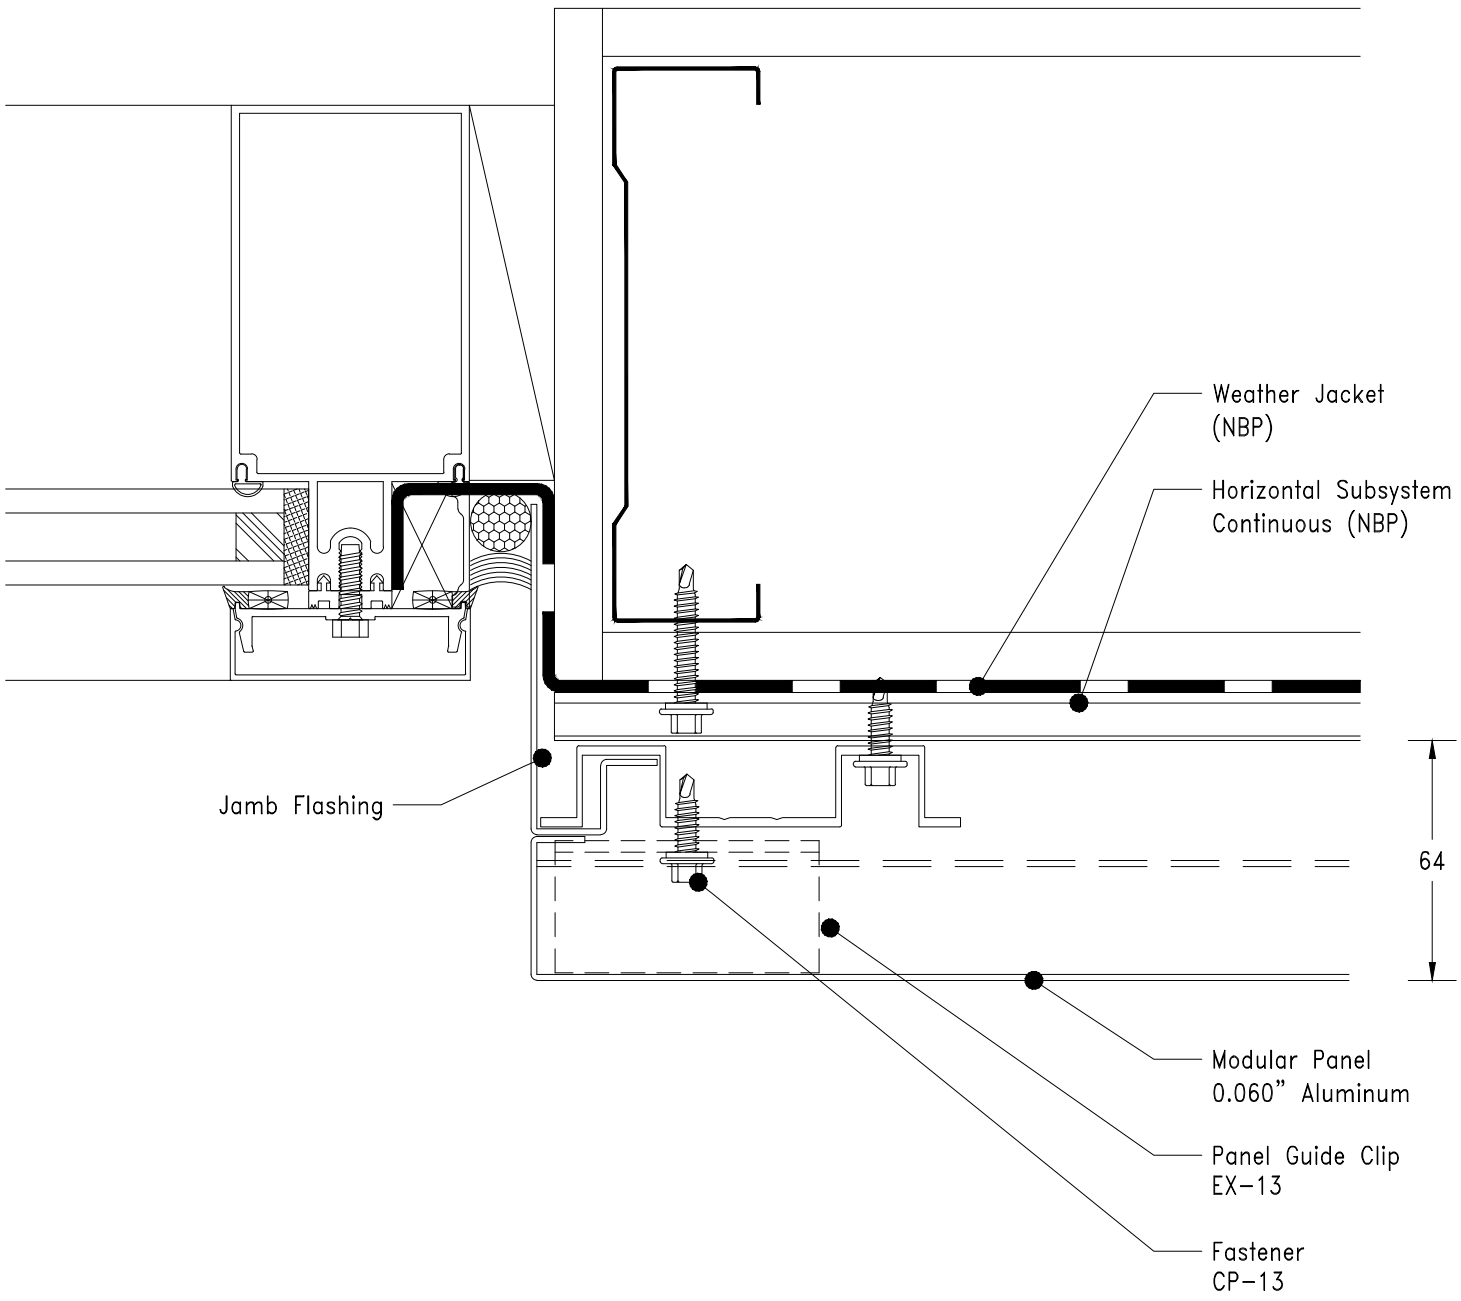 Weather Jacket
(NBP)
Horizontal Subsystem
Continuous (NBP)
Jamb Flashing
64
Modular Panel
0.060” Aluminum
Panel Guide Clip
EX-13
Fastener
CP-13